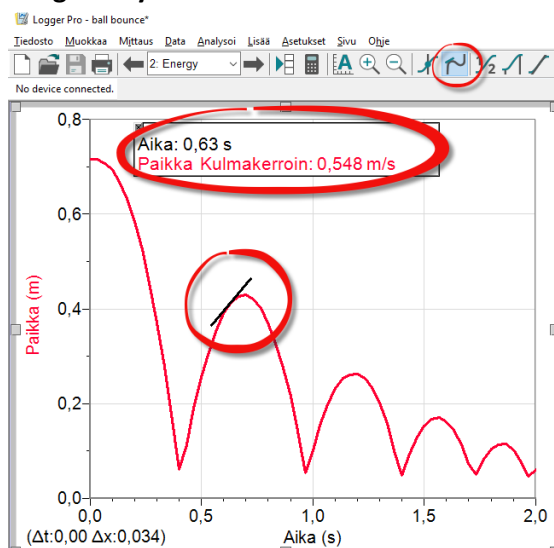 Logger Pro - ball bounce*
Tiedosto Muokkaa Mittaus Data Analysoi Lisää Asetukset Sivu Ohje
2: Energy
No device connected.
0,8
Aika: 0,63 s
Paikka Kulmakerroin: 0,548 m/s
0,6
0,4
0,2
0,0
Paikka (m)
0,0 0,5 1,0 1,5 2,0
(Δt:0,00 Δx:0,034) Aika (s)